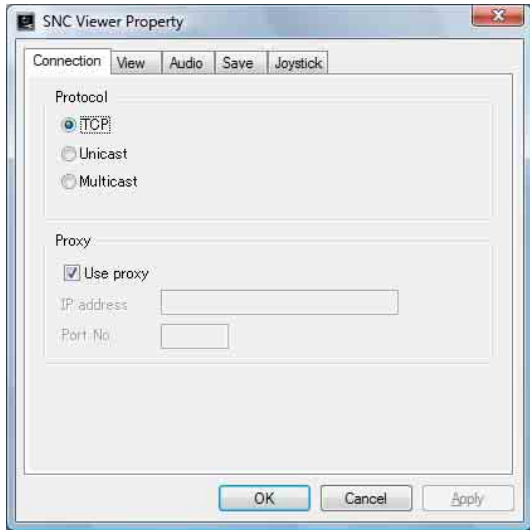 SNC Viewer Property
Connection View Audio Save Joystick
Protocol
TCP
Unicast
Multicast
Proxy
Use proxy
IP address
Port No
OK Cancel Apply